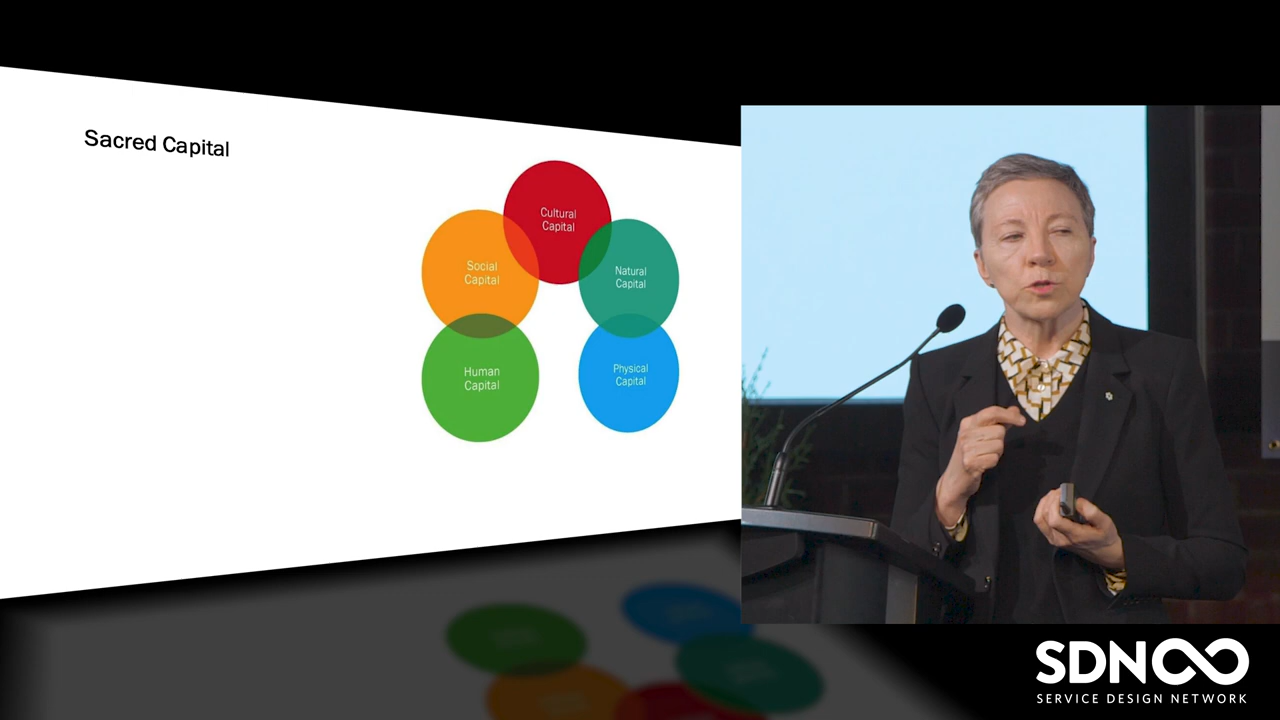 Sacred Capital
Cultural
Capital
Social
Capital
Natural
Capital
Human
Capital
Physical
Capital
SDN
SERVICE DESIGN NETWORK